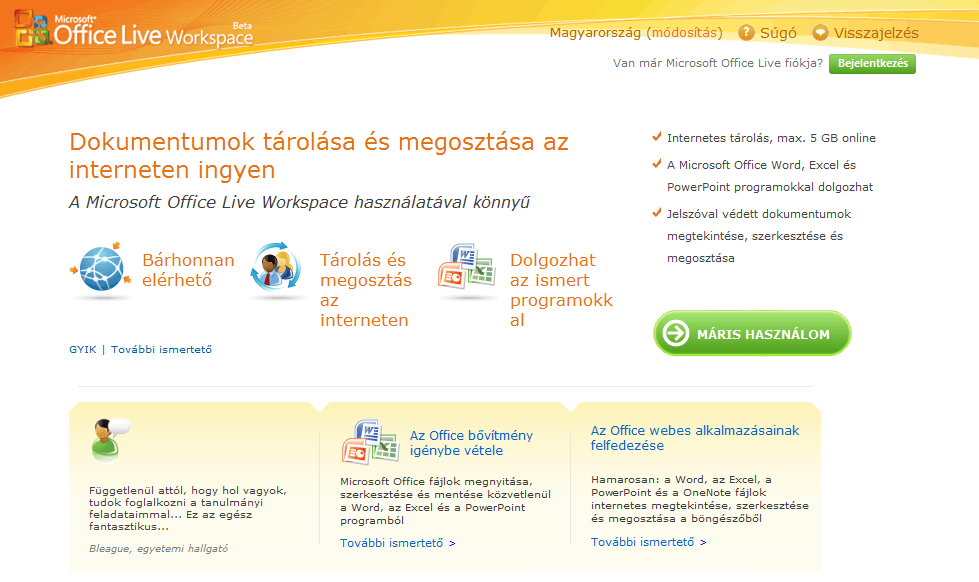 Microsoft®
Office Live Workspace Beta
Magyarország (módosítás) ? Súgó Visszajelzés
Van már Microsoft Office Live fiókja? Bejelentkezés
Dokumentumok tárolása és megosztása az
interneten ingyen
A Microsoft Office Live Workspace használatával könnyű
Bárhonnan
elérhető
Tárolás és
megosztás
az
interneten
Dolgozhat
az ismert
programokk
al
GYIK | További ismertető
Internetes tárolás, max. 5 GB online
A Microsoft Office Word, Excel és
PowerPoint programokkal dolgozhat
Jelszóval védett dokumentumok
megtekintése, szerkesztése és
megosztása
MÁRIS HASZNÁLOM
Függetlenül attól, hogy hol vagyok,
tudok foglalkozni a tanulmányi
feladataimmal... Ez az egész
fantasztikus...
Bleague, egyetemi hallgató
Az Office bővítmény
igénybe vétele
Microsoft Office fájlok megnyitása,
szerkesztése és mentése közvetlenül
a Word, az Excel és a PowerPoint
programból
További ismertető >
Az Office webes alkalmazásainak
felfedezése
Hamarosan: a Word, az Excel, a
PowerPoint és a OneNote fájlok
internetes megtekintése, szerkesztése
és megosztása a böngészőből
További ismertető >